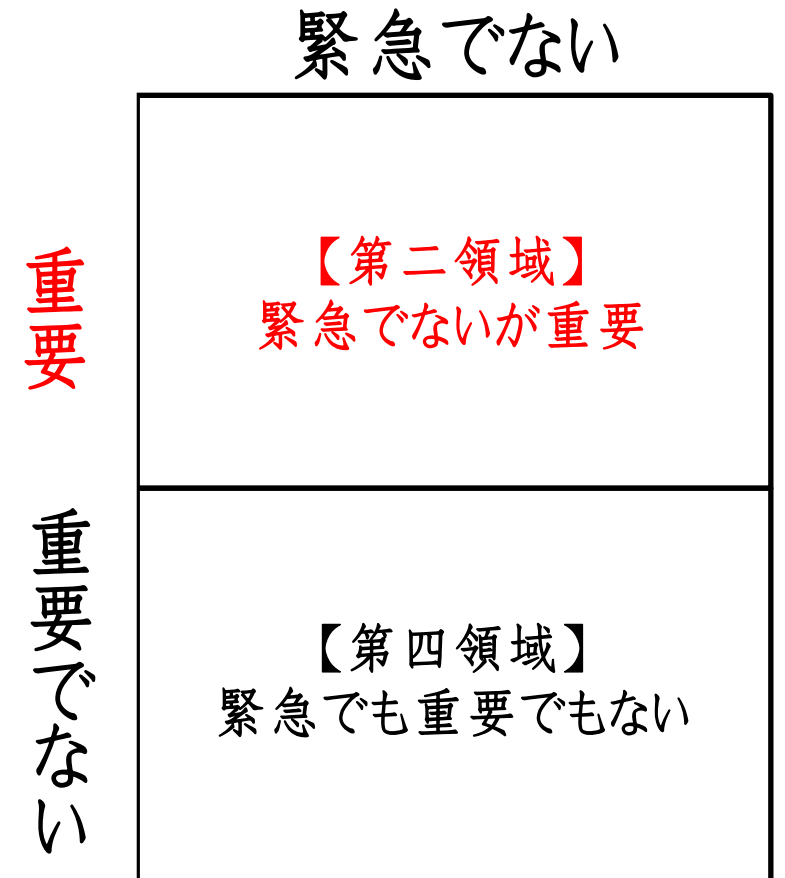 緊急でない
重要
【第二領域】
緊急でないが重要
重要でない
【第四領域】
緊急でも重要でもない